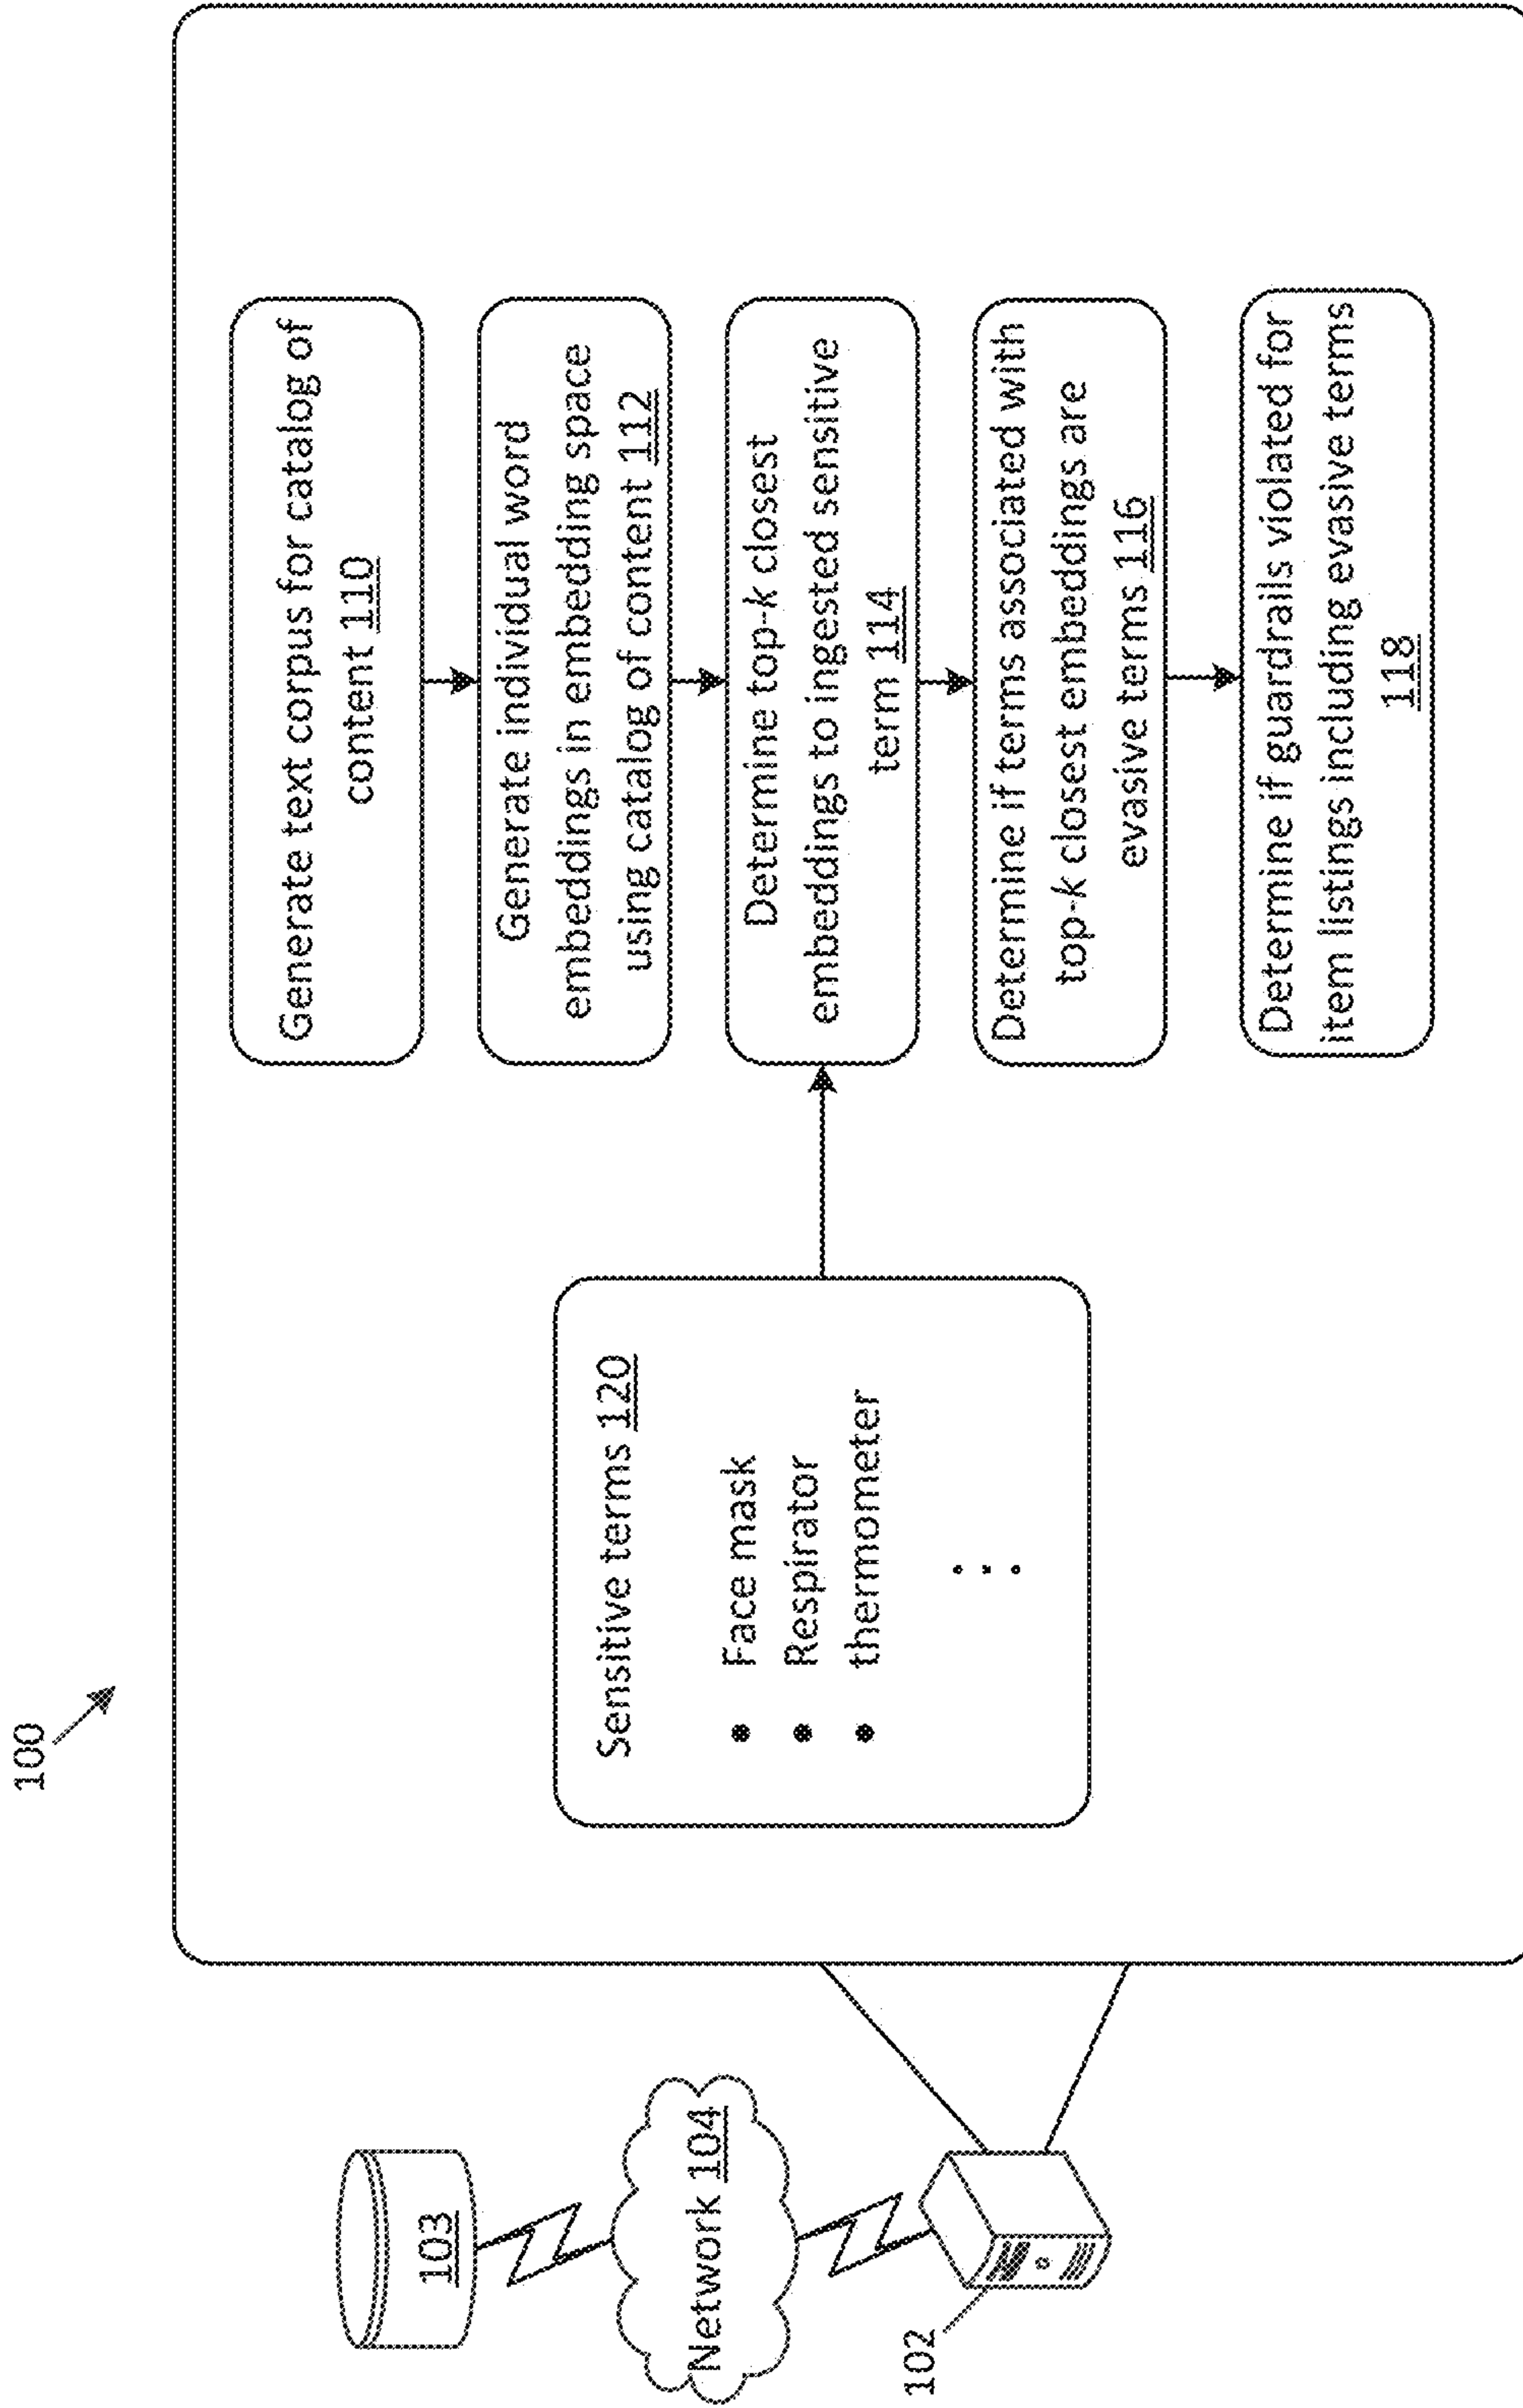 100
103
Network 104
102
Sensitive terms 120
• Face mask
• Respirator
• thermometer
Generate text corpus for catalog of
content 110
Generate individual word
embeddings in embedding space
using catalog of content 112
Determine top-k closest
embeddings to ingested sensitive
term 114
Determine if terms associated with
top-k closest embeddings are
evasive terms 116
Determine if guardrails violated for
item listings including evasive terms
118